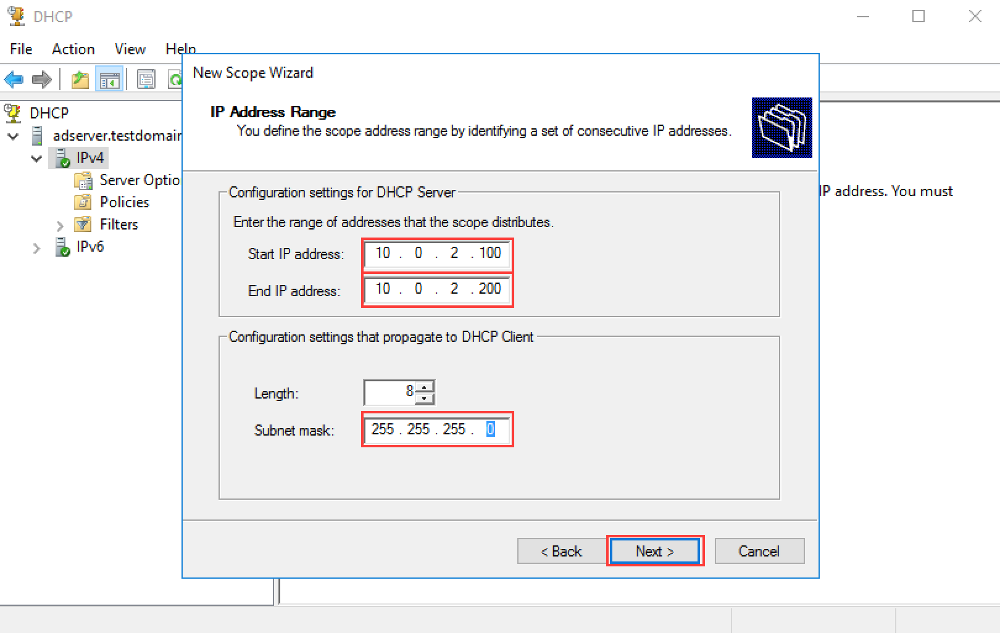 DHCP
File Action View Help
New Scope Wizard
IP Address Range
You define the scope address range by identifying a set of consecutive IP addresses.
DHCP
adserver.testdomain
IPv4
Server Optio
Policies
Filters
IPv6
IP address. You must
Configuration settings for DHCP Server
Enter the range of addresses that the scope distributes.
Start IP address: 10 . 0 . 2 . 100
End IP address: 10 . 0 . 2 . 200
Configuration settings that propagate to DHCP Client
Length: 8
Subnet mask: 255 . 255 . 255 . 0
< Back Next > Cancel